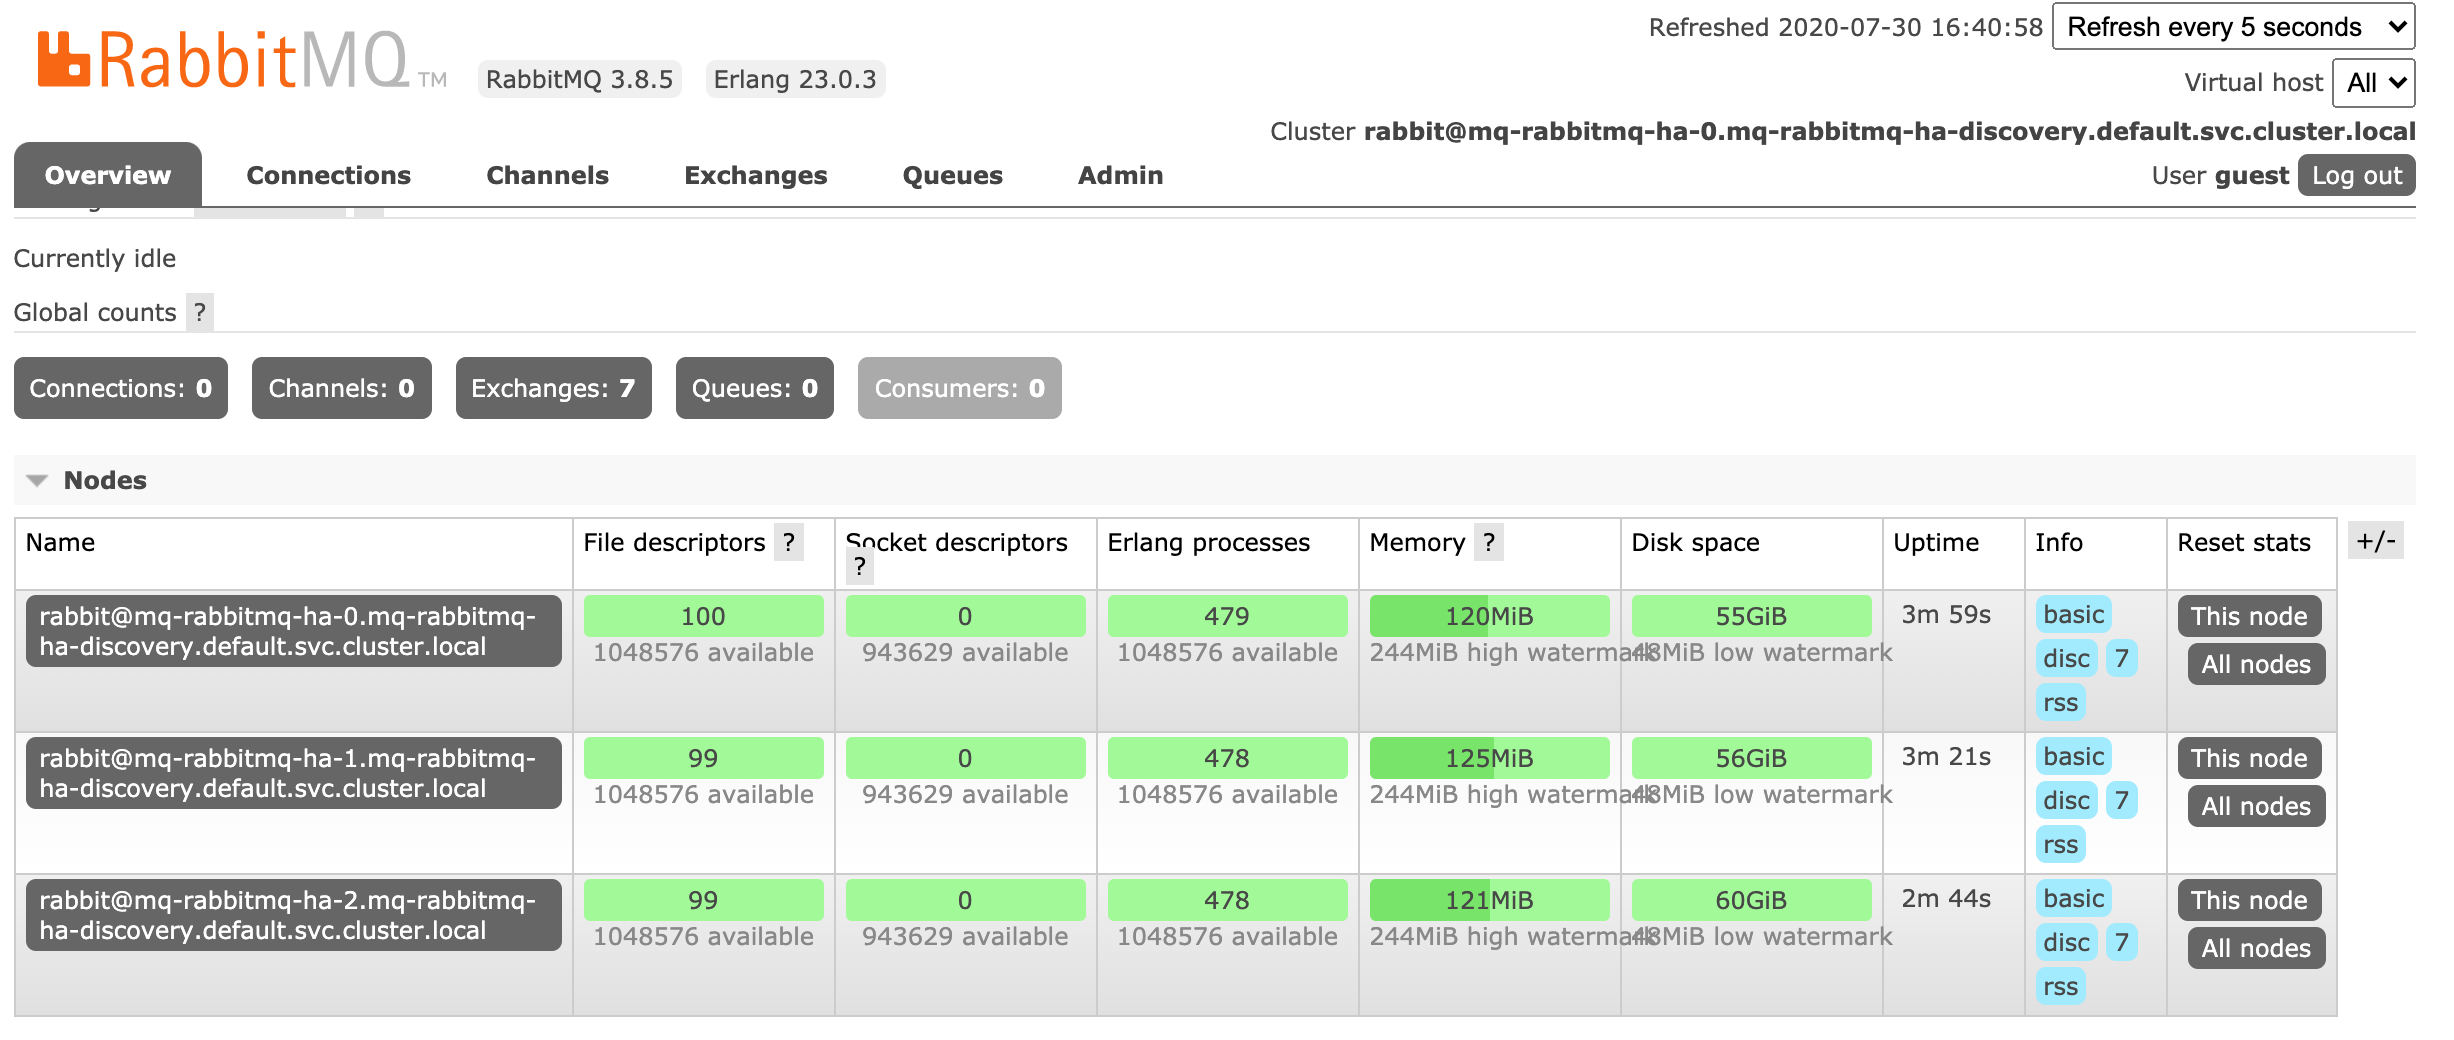 Refreshed 2020-07-30 16:40:58 Refresh every 5 seconds
RabbitMQ TM RabbitMQ 3.8.5 Erlang 23.0.3
Virtual host All
Cluster rabbit@mq-rabbitmq-ha-0.mq-rabbitmq-ha-discovery.default.svc.cluster.local
Overview Connections Channels Exchanges Queues Admin User guest Log out
Currently idle
Global counts ?
Connections: 0 Channels: 0 Exchanges: 7 Queues: 0 Consumers: 0
Nodes
Name File descriptors ? Socket descriptors ? Erlang processes Memory ? Disk space Uptime Info Reset stats +/-
rabbit@mq-rabbitmq-ha-0.mq-rabbitmq- 100 0 479 120MiB 55GiB 3m 59s basic This node
ha-discovery.default.svc.cluster.local 1048576 available 943629 available 1048576 available 244MiB high watermark 48MiB low watermark disc 7 All nodes
rss
rabbit@mq-rabbitmq-ha-1.mq-rabbitmq- 99 0 478 125MiB 56GiB 3m 21s basic This node
ha-discovery.default.svc.cluster.local 1048576 available 943629 available 1048576 available 244MiB high watermark 48MiB low watermark disc 7 All nodes
rss
rabbit@mq-rabbitmq-ha-2.mq-rabbitmq- 99 0 478 121MiB 60GiB 2m 44s basic This node
ha-discovery.default.svc.cluster.local 1048576 available 943629 available 1048576 available 244MiB high watermark 48MiB low watermark disc 7 All nodes
rss